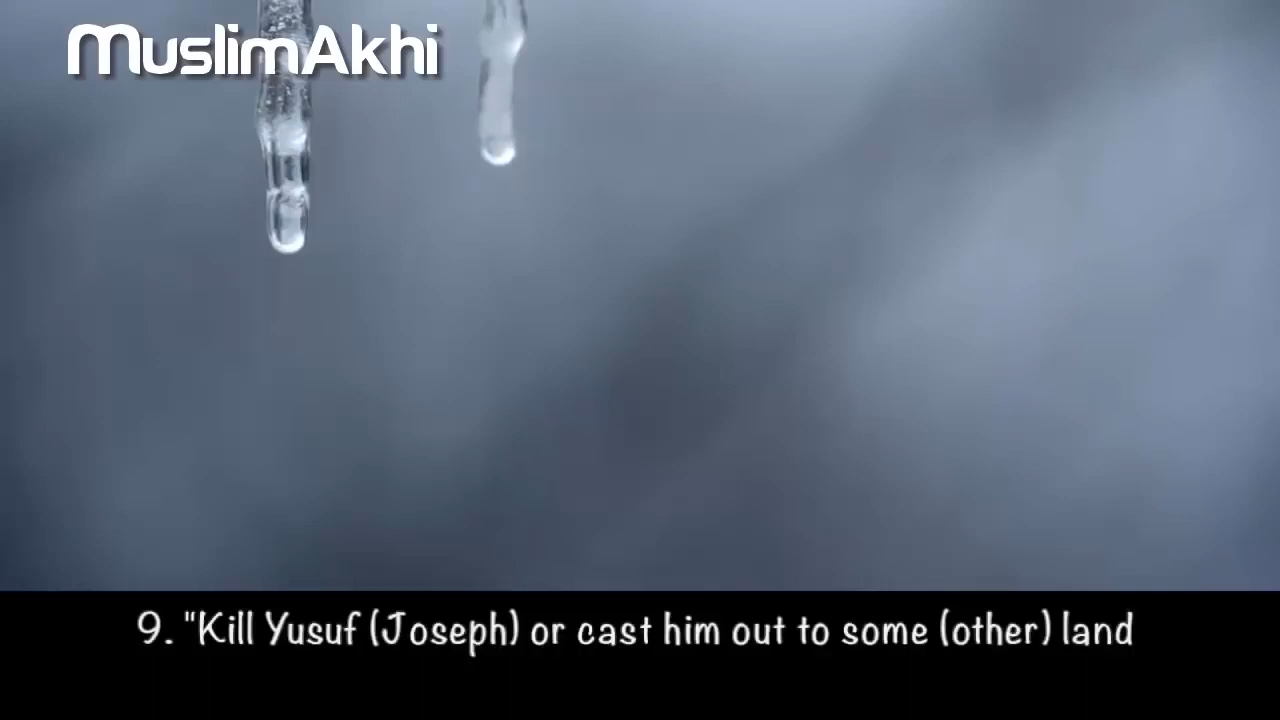 MuslimAkhi
9. "Kill Yusuf (Joseph) or cast him out to some (other) land